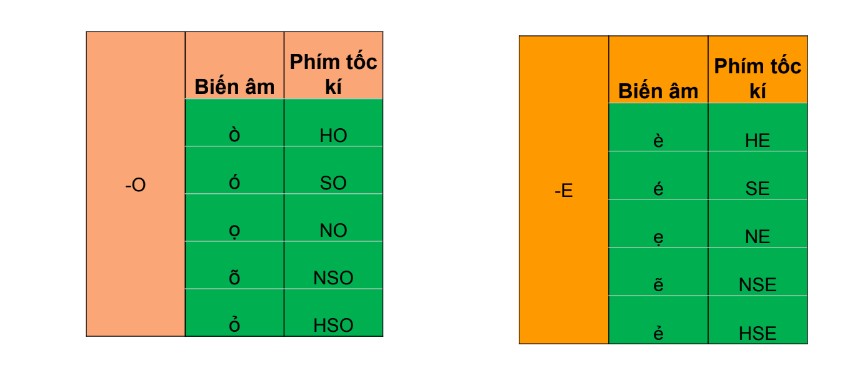 Biến âm Phím tốc kí
-O
ò HO
ó SO
ọ NO
õ NSO
ỏ HSO
Biến âm Phím tốc kí
-E
è HE
é SE
ẹ NE
ẽ NSE
ẻ HSE